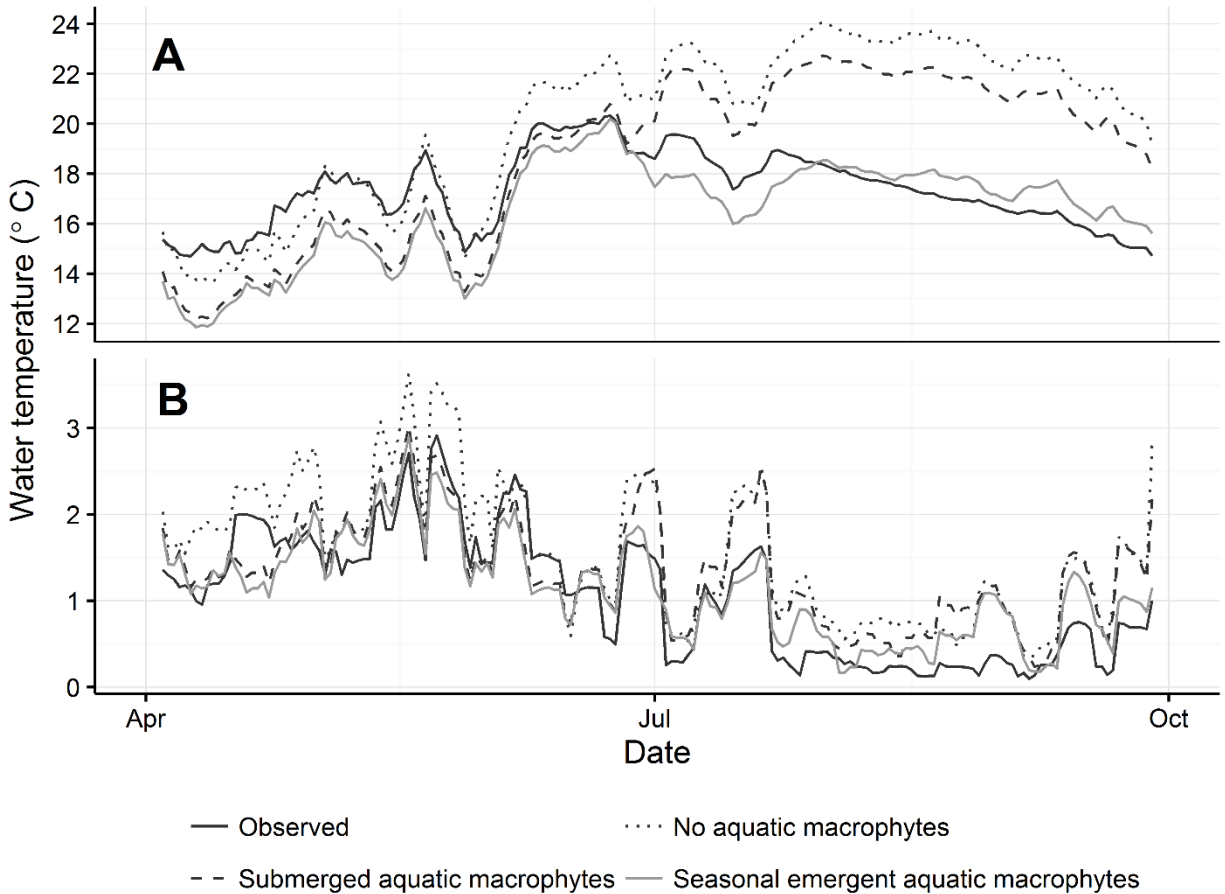 A
24
22
20
18
16
14
12
Water temperature (° C)
B
3
2
1
0
Apr
Jul
Oct
Date
Observed
No aquatic macrophytes
Submerged aquatic macrophytes
Seasonal emergent aquatic macrophytes